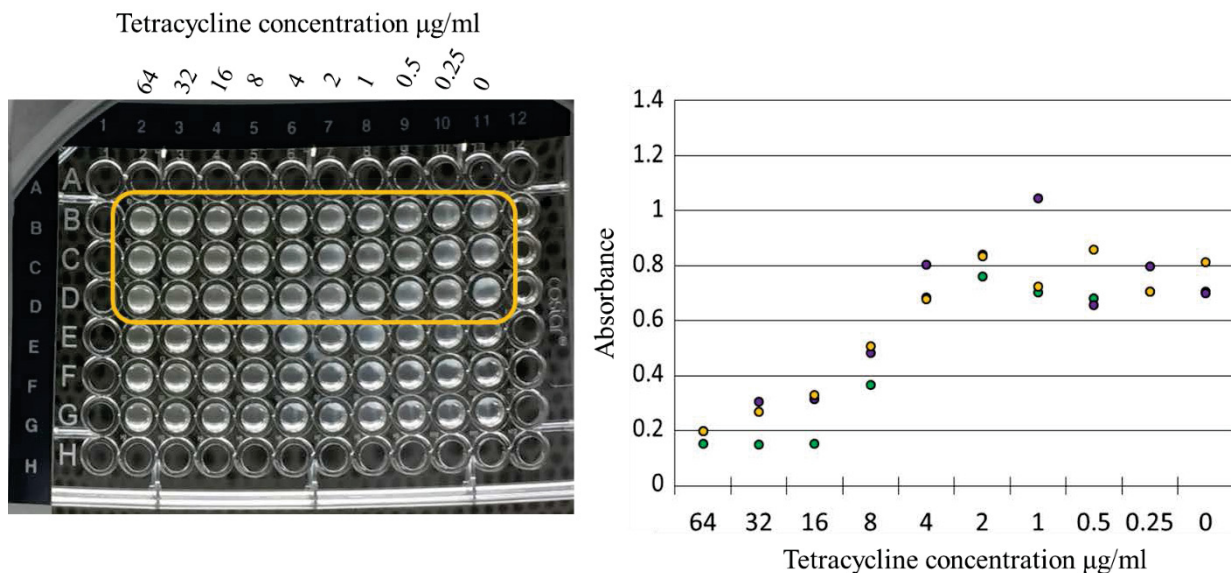 Tetracycline concentration µg/ml
64 32 16 8 4 2 1 0.5 0.25 0
1 2 3 4 5 6 7 8 9 10 11 12
A A
B B
C C
D D
E E
F F
G G
H H
costar®
1.4
1.2
1
0.8
0.6
0.4
0.2
0
Absorbance
64 32 16 8 4 2 1 0.5 0.25 0
Tetracycline concentration µg/ml